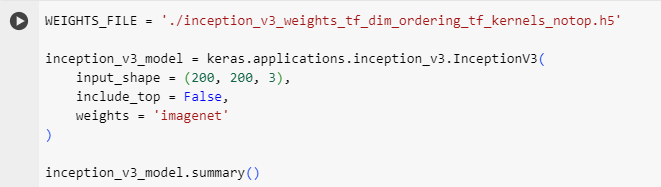 WEIGHTS_FILE = './inception_v3_weights_tf_dim_ordering_tf_kernels_notop.h5'
inception_v3_model = keras.applications.inception_v3.InceptionV3(
    input_shape = (200, 200, 3),
    include_top = False,
    weights = 'imagenet'
)
inception_v3_model.summary()